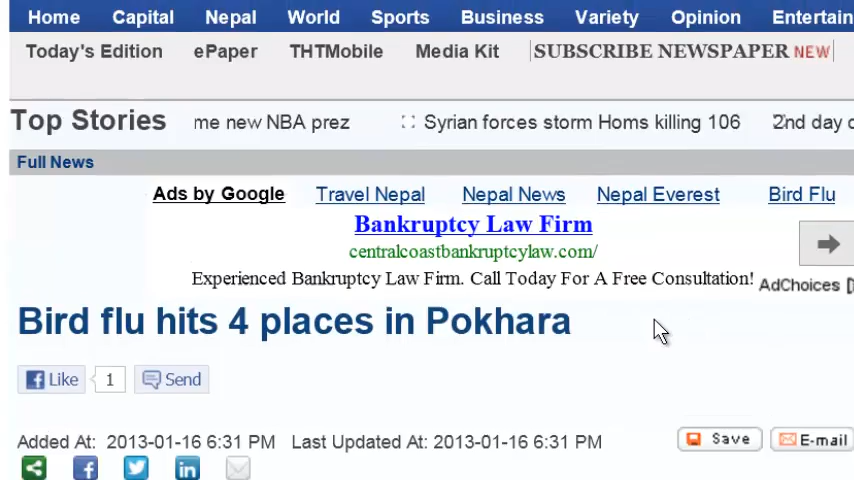 Home Capital Nepal World Sports Business Variety Opinion Entertain
Today's Edition ePaper THTMobile Media Kit SUBSCRIBE NEWSPAPER NEW
Top Stories me new NBA prez Syrian forces storm Homs killing 106 2nd day
Full News
Ads by Google Travel Nepal Nepal News Nepal Everest Bird Flu
Bankruptcy Law Firm
centralcoastbankruptcylaw.com/
Experienced Bankruptcy Law Firm. Call Today For A Free Consultation!
AdChoices
Bird flu hits 4 places in Pokhara
Like 1 Send
Added At: 2013-01-16 6:31 PM Last Updated At: 2013-01-16 6:31 PM
Save E-mail